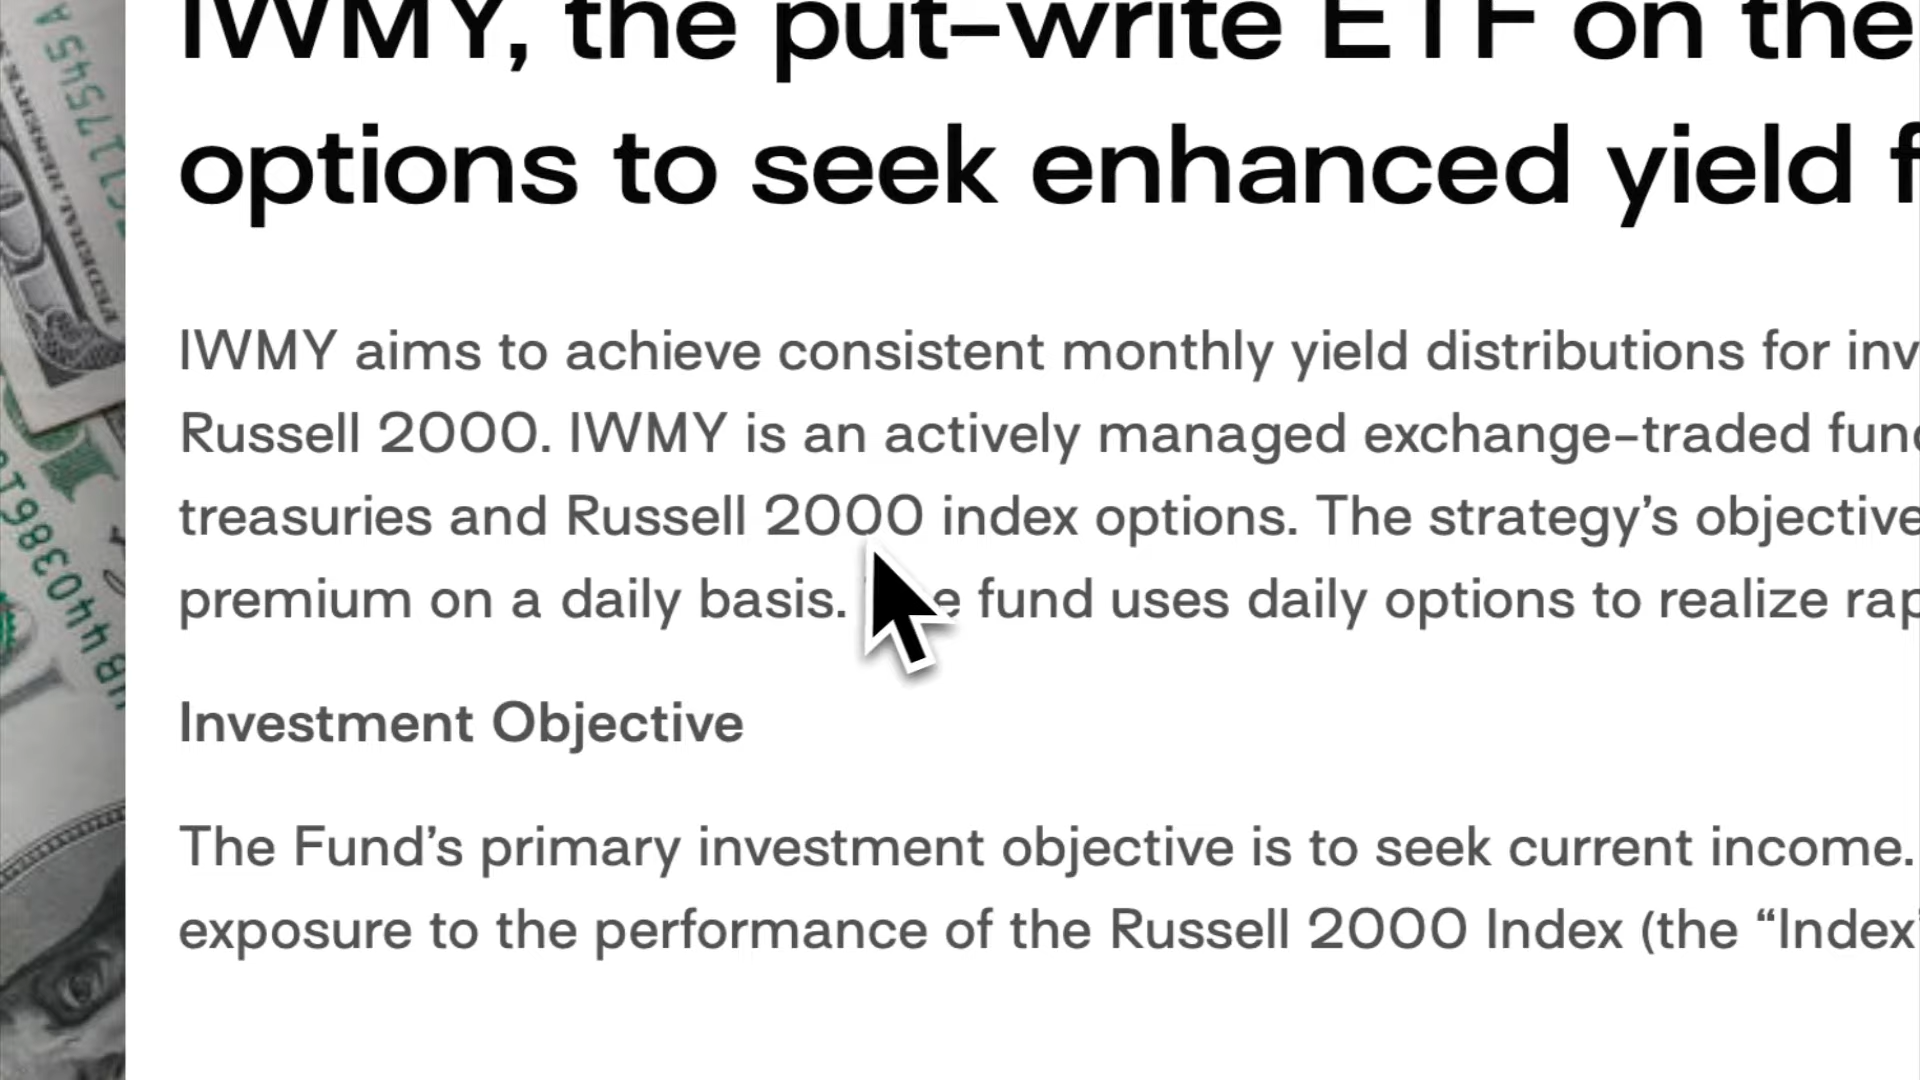 IWMY, the put-write ETF on the
options to seek enhanced yield
IWMY aims to achieve consistent monthly yield distributions for
Russell 2000. IWMY is an actively managed exchange-traded
treasuries and Russell 2000 index options. The strategy’s objective
premium on a daily basis. fund uses daily options to realize
Investment Objective
The Fund’s primary investment objective is to seek current income.
exposure to the performance of the Russell 2000 Index (the “Index